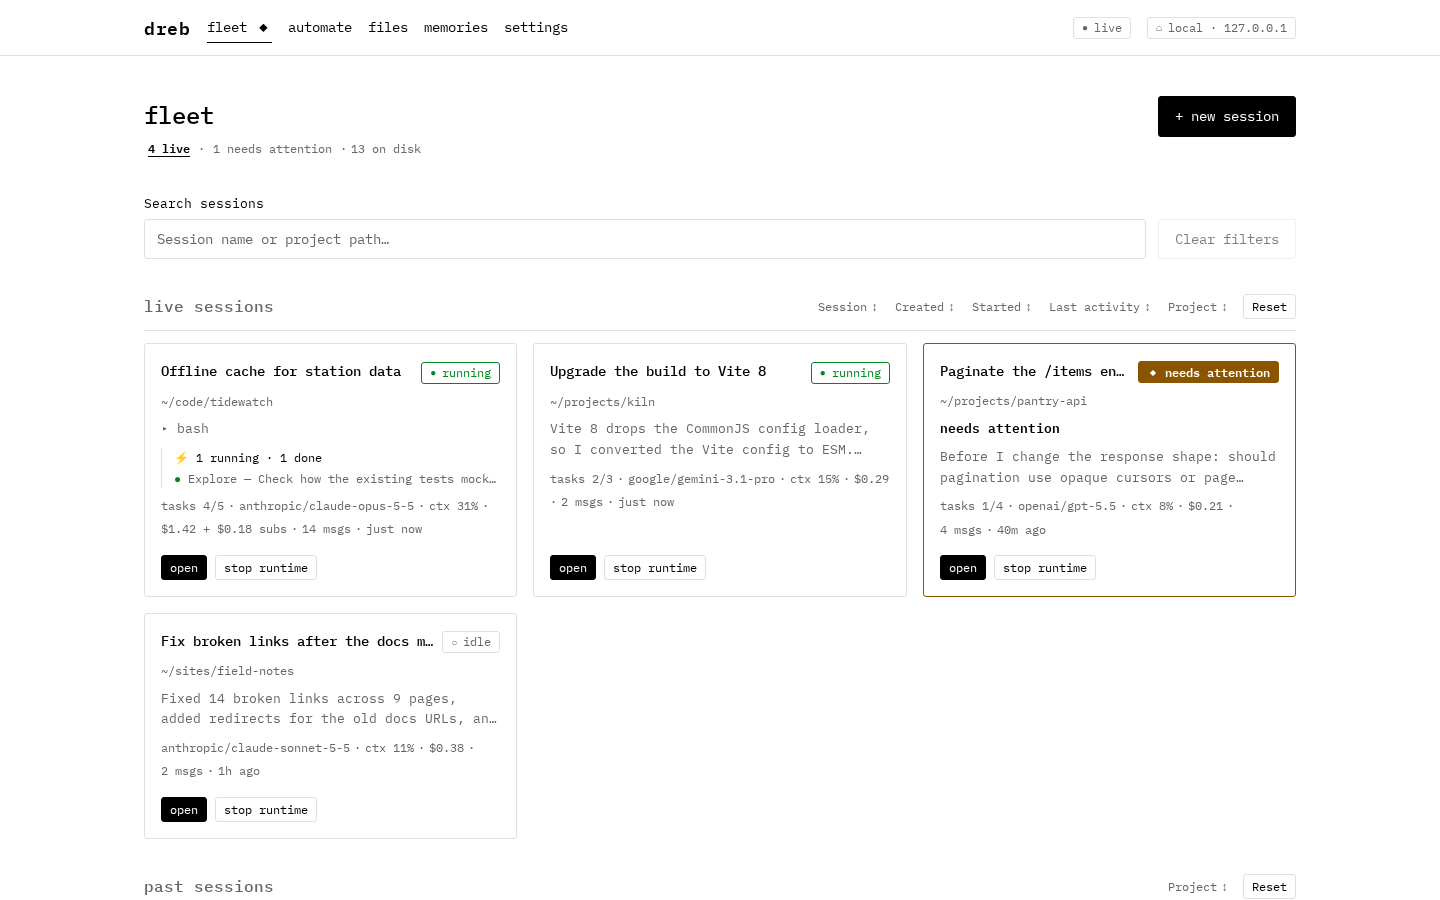 dreb fleet ◆ automate files memories settings ● live ⌂ local · 127.0.0.1
fleet
+ new session
4 live · 1 needs attention · 13 on disk
Search sessions
Session name or project path…
Clear filters
live sessions
Session ↕ Created ↕ Started ↕ Last activity ↕ Project ↕ Reset
Offline cache for station data ● running
~/code/tidewatch
▸ bash
⚡ 1 running · 1 done
● Explore — Check how the existing tests mock…
tasks 4/5 · anthropic/claude-opus-5-5 · ctx 31% ·
$1.42 + $0.18 subs · 14 msgs · just now
open stop runtime
Upgrade the build to Vite 8 ● running
~/projects/kiln
Vite 8 drops the CommonJS config loader,
so I converted the Vite config to ESM.…
tasks 2/3 · google/gemini-3.1-pro · ctx 15% · $0.29
· 2 msgs · just now
open stop runtime
Paginate the /items en… ◆ needs attention
~/projects/pantry-api
needs attention
Before I change the response shape: should
pagination use opaque cursors or page…
tasks 1/4 · openai/gpt-5.5 · ctx 8% · $0.21 ·
4 msgs · 40m ago
open stop runtime
Fix broken links after the docs m… ○ idle
~/sites/field-notes
Fixed 14 broken links across 9 pages,
added redirects for the old docs URLs, an…
anthropic/claude-sonnet-5-5 · ctx 11% · $0.38 ·
2 msgs · 1h ago
open stop runtime
past sessions
Project ↕ Reset